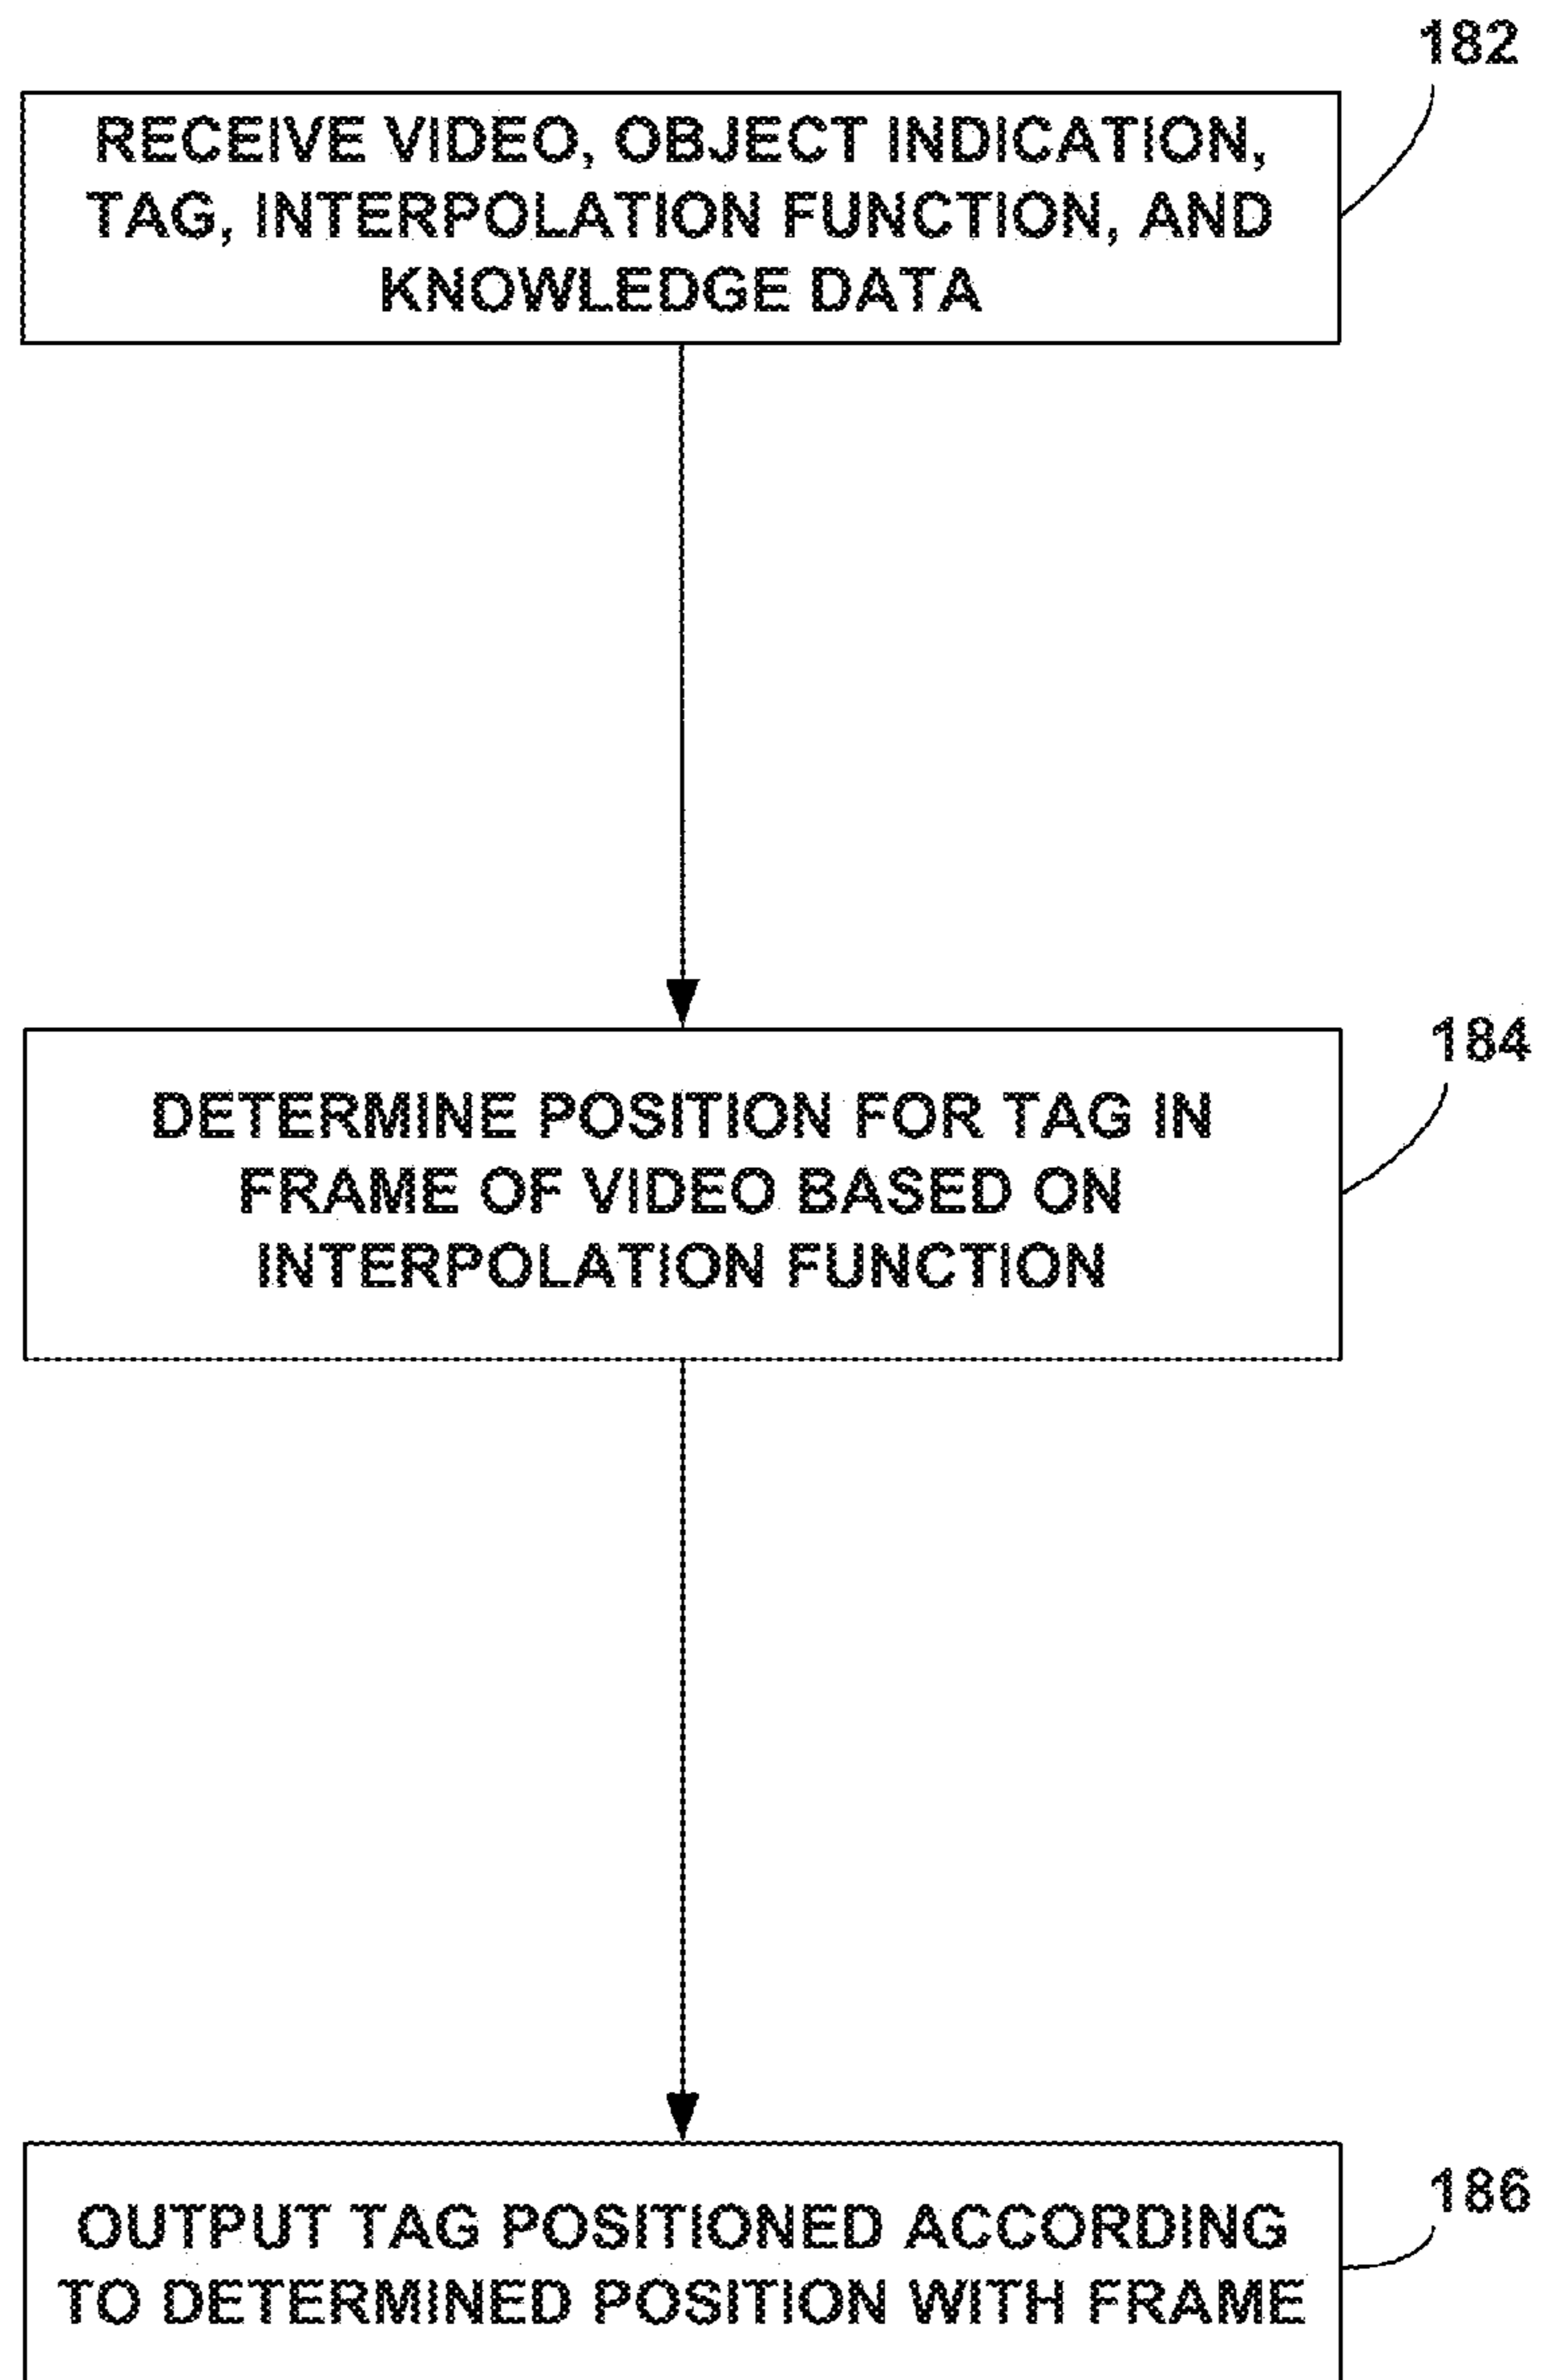 182
RECEIVE VIDEO, OBJECT INDICATION,
TAG, INTERPOLATION FUNCTION, AND
KNOWLEDGE DATA
184
DETERMINE POSITION FOR TAG IN
FRAME OF VIDEO BASED ON
INTERPOLATION FUNCTION
186
OUTPUT TAG POSITIONED ACCORDING
TO DETERMINED POSITION WITH FRAME